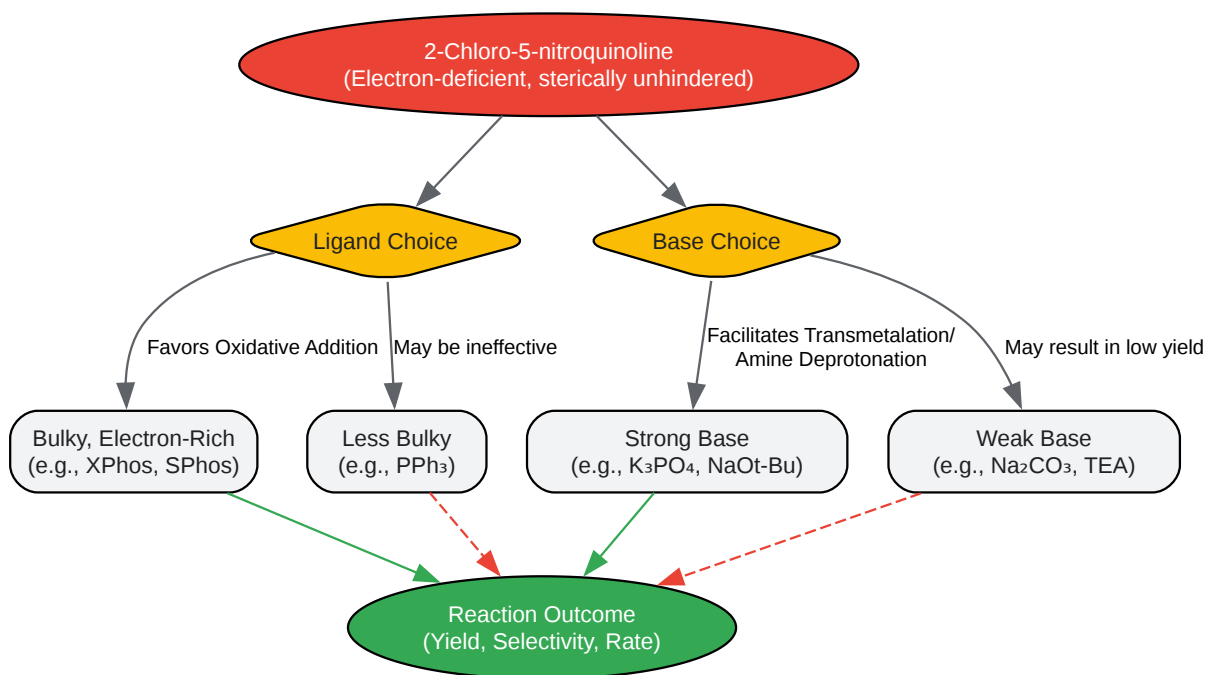 2-Chloro-5-nitroquinoline
(Electron-deficient, sterically unhindered)
Ligand Choice
Base Choice
Favors Oxidative Addition
May be ineffective
Facilitates Transmetalation/
Amine Deprotonation
May result in low yield
Bulky, Electron-Rich
(e.g., XPhos, SPhos)
Less Bulky
(e.g., PPh₃)
Strong Base
(e.g., K₃PO₄, NaOt-Bu)
Weak Base
(e.g., Na₂CO₃, TEA)
Reaction Outcome
(Yield, Selectivity, Rate)